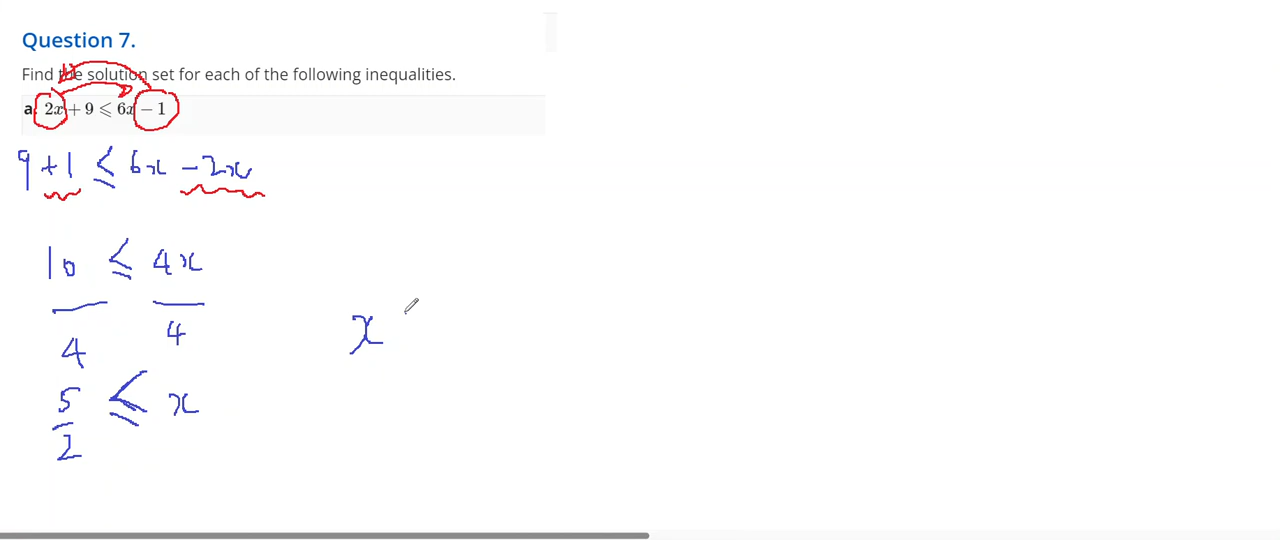 Question 7.
Find the solution set for each of the following inequalities.
a. 2x + 9 ⩽ 6x − 1
9 + 1 ≤ 6x − 2x
10 ≤ 4x
4 4
5/2 ≤ x
x